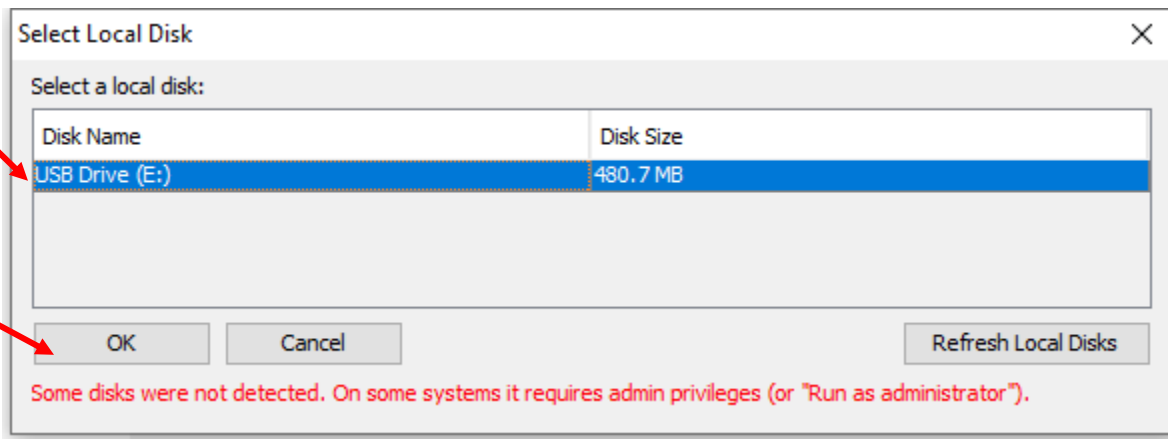 Select Local Disk
Select a local disk:
Disk Name Disk Size
USB Drive (E:) 480.7 MB
OK Cancel Refresh Local Disks
Some disks were not detected. On some systems it requires admin privileges (or "Run as administrator").